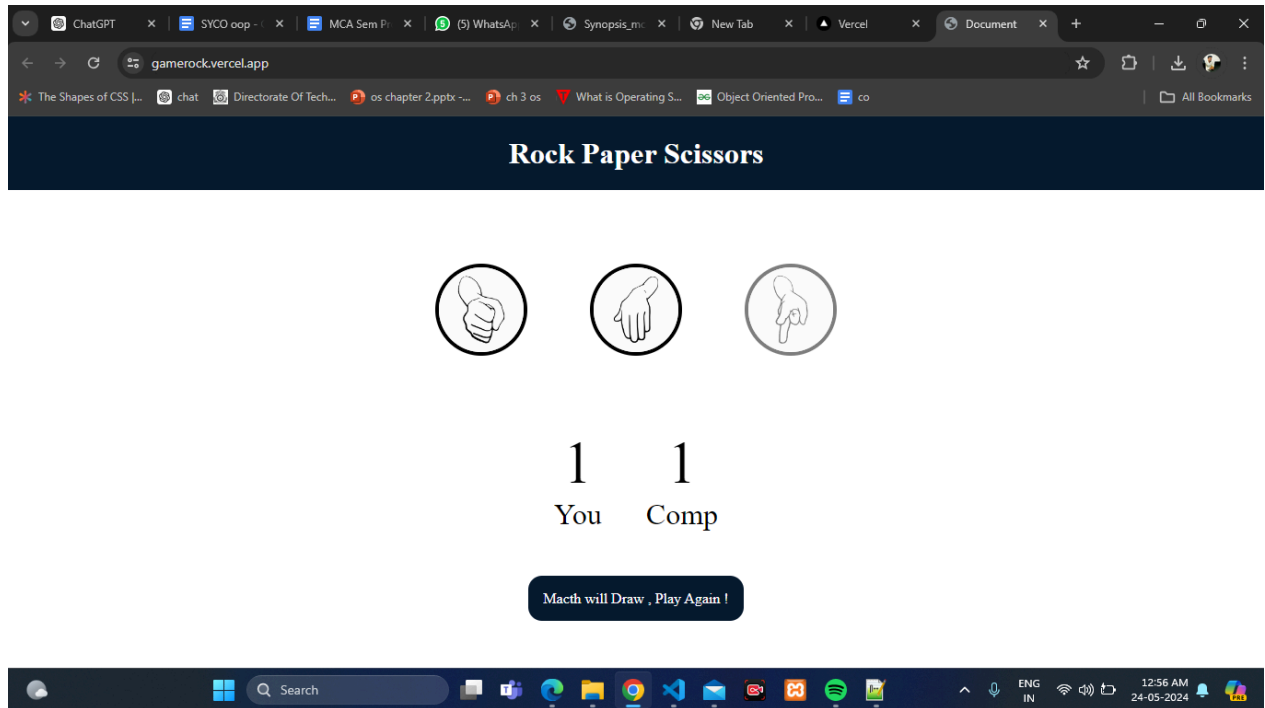 ChatGPT
SYCO oop - (
MCA Sem Pr
(5) WhatsAp
Synopsis_mc
New Tab
Vercel
Document
gamerock.vercel.app
The Shapes of CSS |...
chat
Directorate Of Tech...
os chapter 2.pptx -...
ch 3 os
What is Operating S...
Object Oriented Pro...
co
All Bookmarks
Rock Paper Scissors
1 1
You Comp
Macth will Draw , Play Again !
Search
ENG
IN
12:56 AM
24-05-2024
PRE